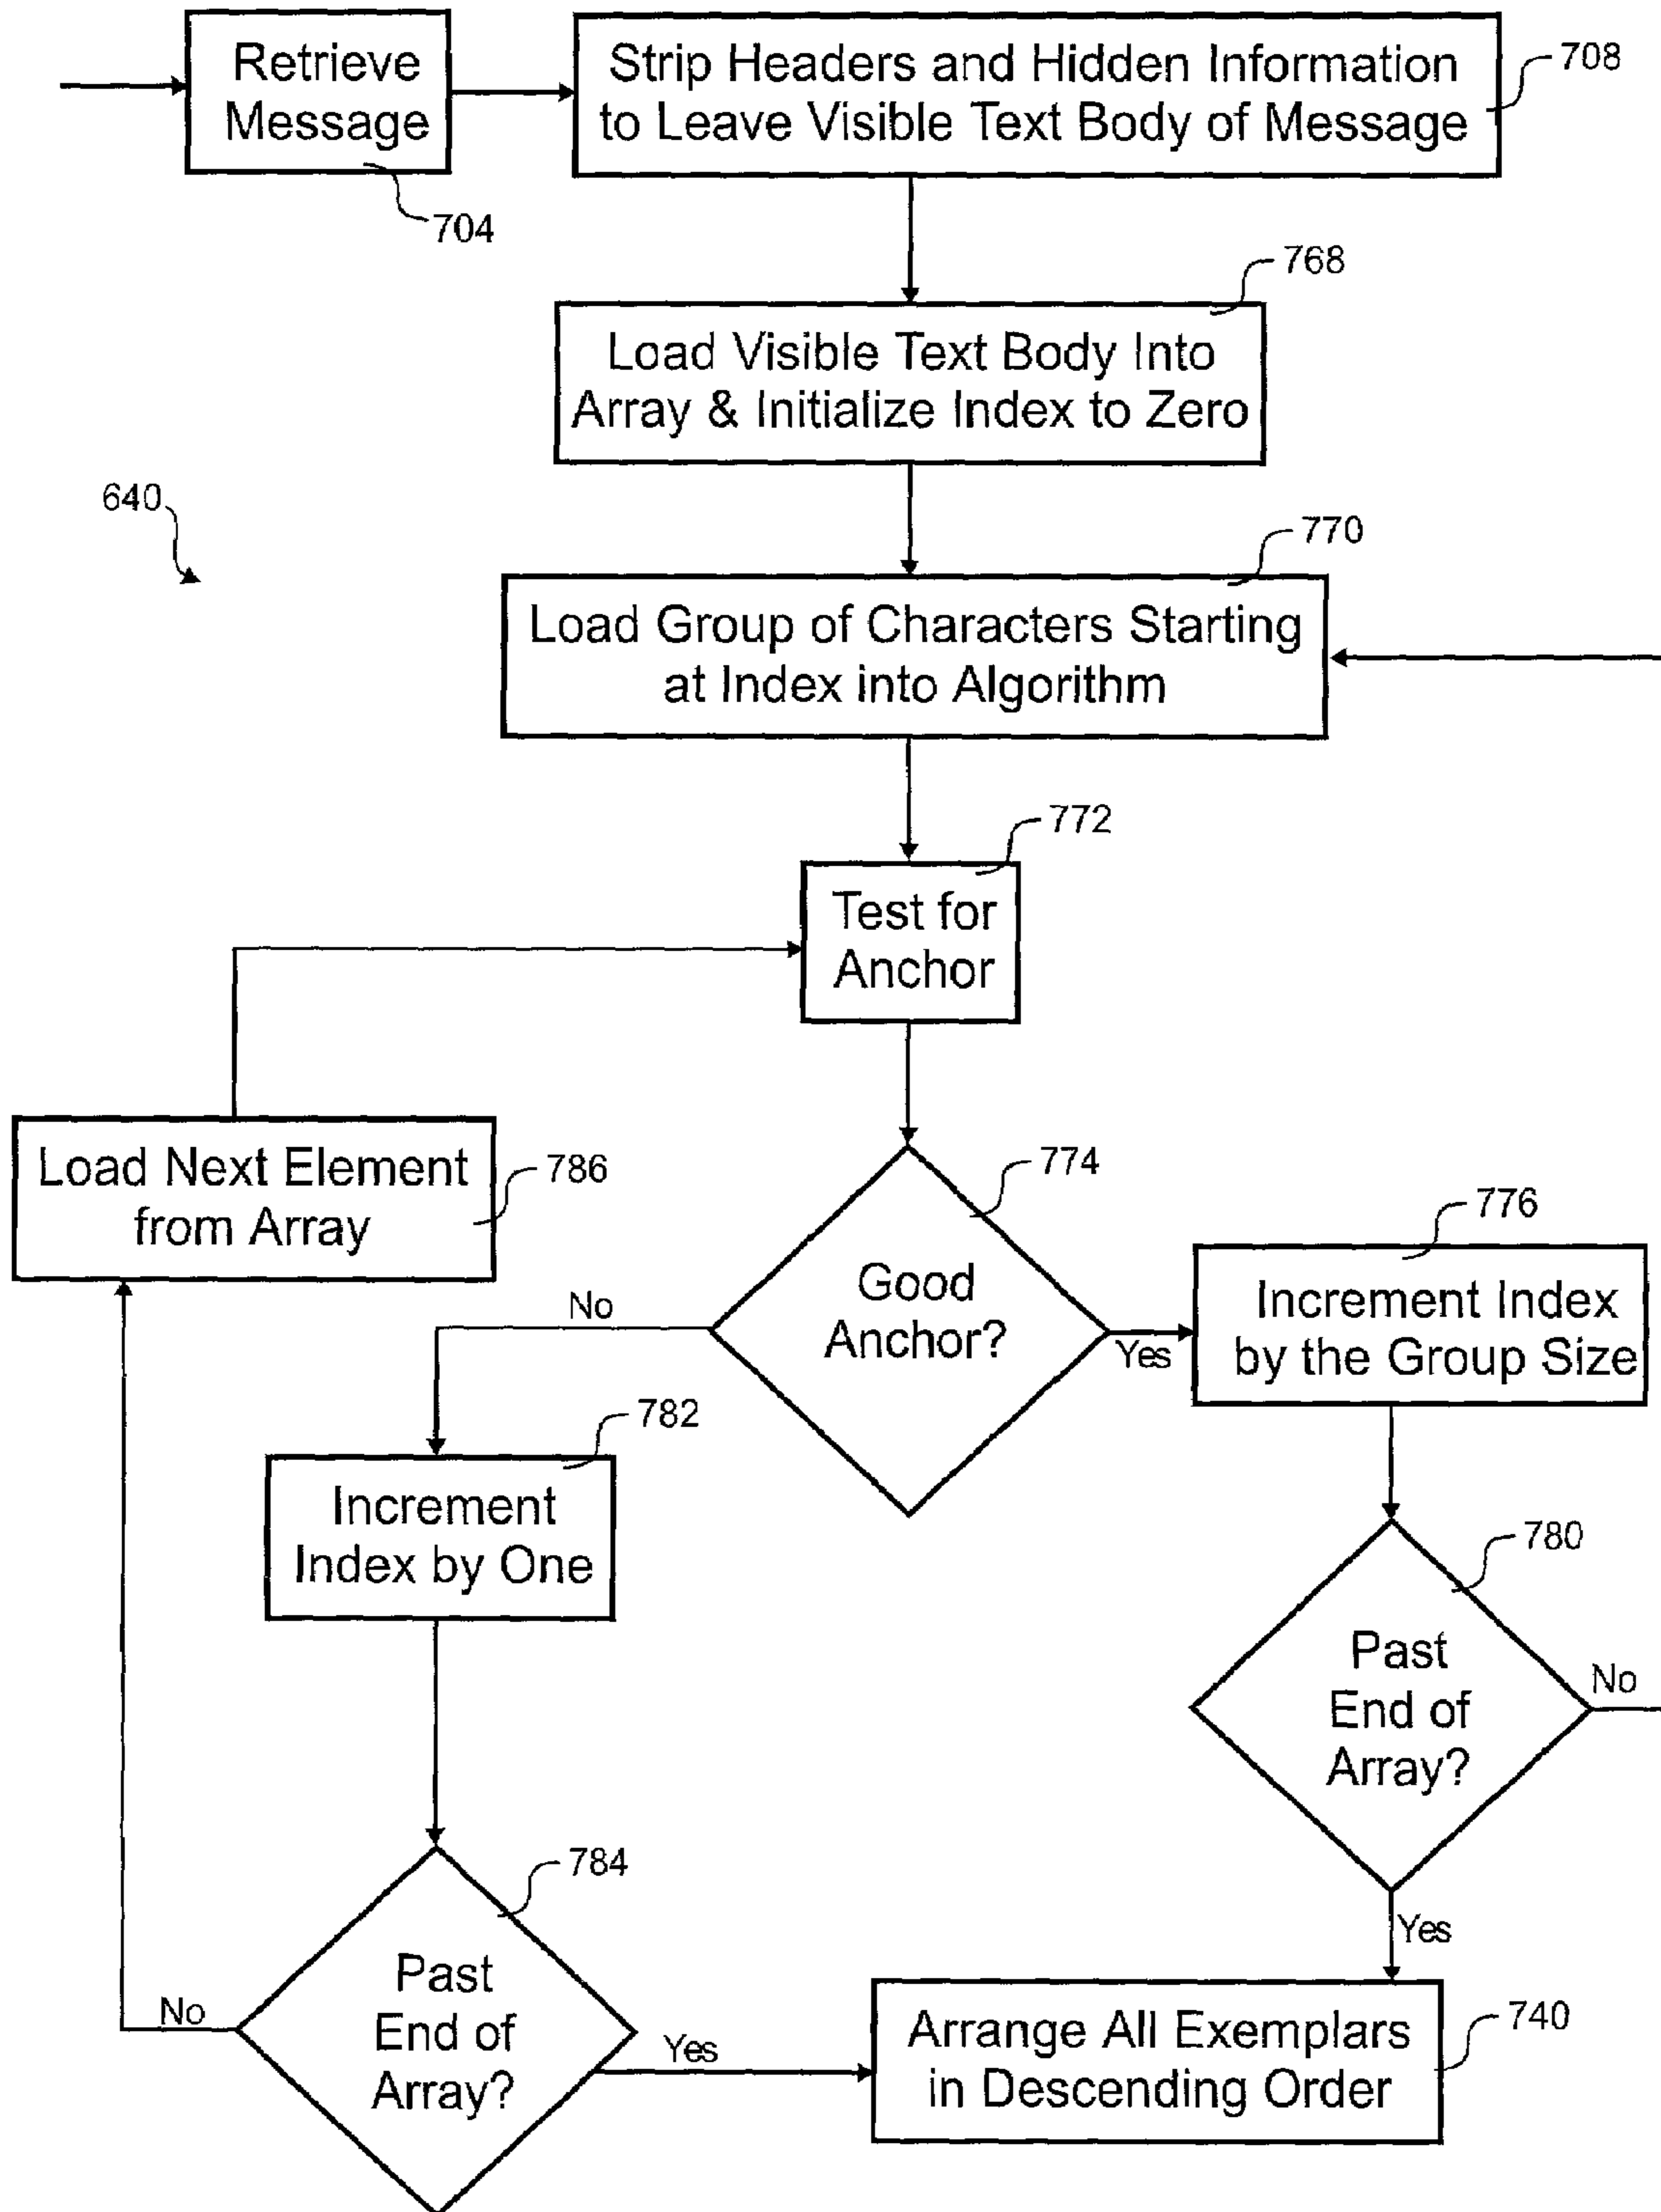 Retrieve
Message
704
Strip Headers and Hidden Information
to Leave Visible Text Body of Message
708
768
Load Visible Text Body Into
Array & Initialize Index to Zero
640
770
Load Group of Characters Starting
at Index into Algorithm
772
Test for
Anchor
Load Next Element
from Array
786
774
Good
Anchor?
No
Yes
776
Increment Index
by the Group Size
782
Increment
Index by One
780
Past
End of
Array?
No
Yes
784
Past
End of
Array?
No
Yes
Arrange All Exemplars
in Descending Order
740